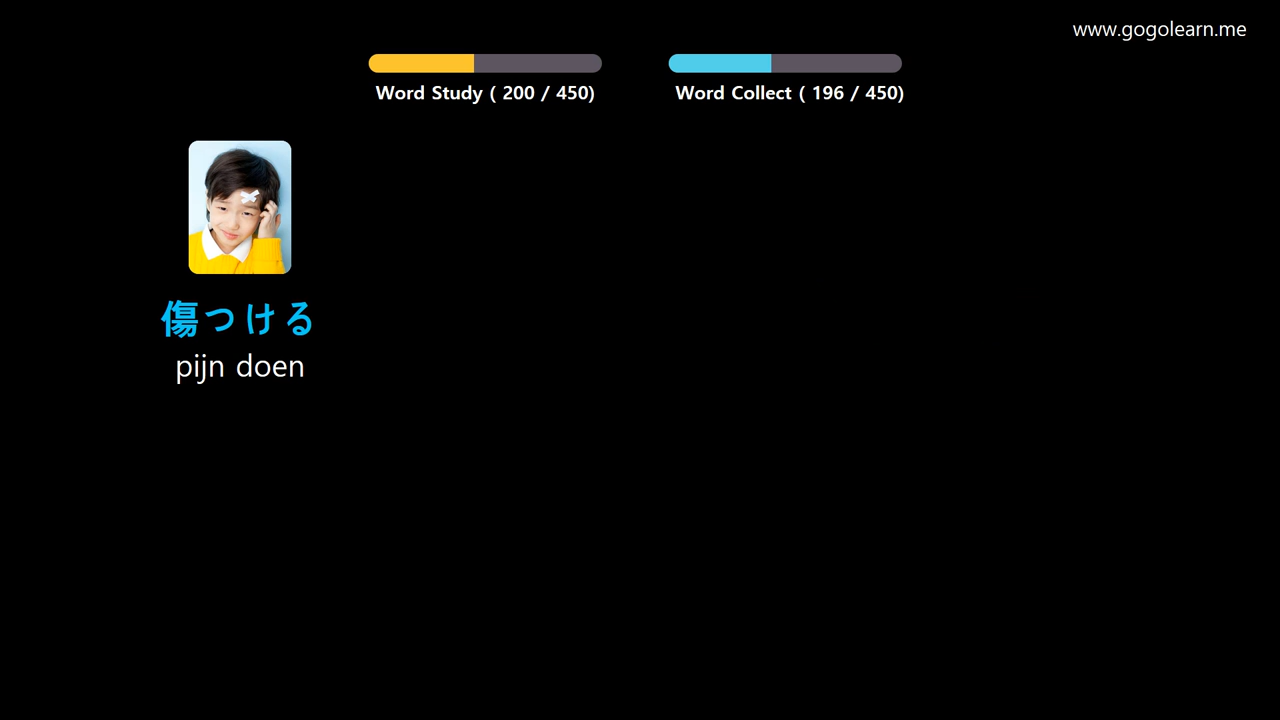 www.gogolearn.me
Word Study ( 200 / 450)
Word Collect ( 196 / 450)
傷つける
pijn doen